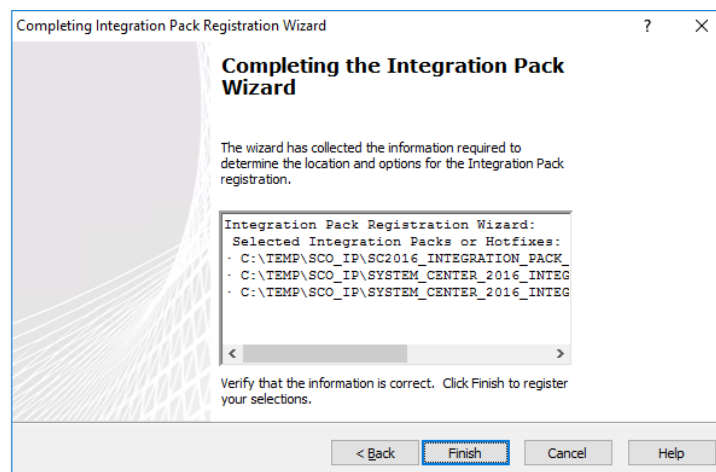 Completing Integration Pack Registration Wizard
?
Completing the Integration Pack
Wizard
The wizard has collected the information required to
determine the location and options for the Integration Pack
registration.
Integration Pack Registration Wizard:
Selected Integration Packs or Hotfixes:
- C:\TEMP\SCO_IP\SC2016_INTEGRATION_PACK_
- C:\TEMP\SCO_IP\SYSTEM_CENTER_2016_INTEG
- C:\TEMP\SCO_IP\SYSTEM_CENTER_2016_INTEG
Verify that the information is correct.  Click Finish to register
your selections.
< Back Finish Cancel Help